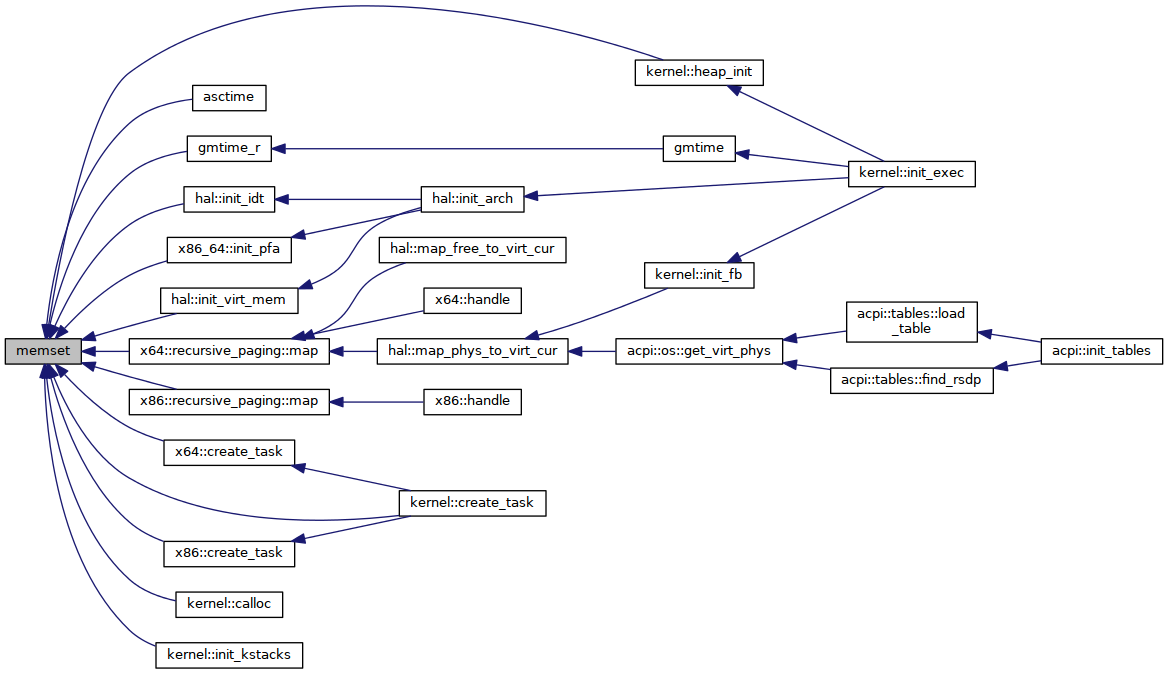 kernel::heap_init
asctime
gmtime_r
gmtime
kernel::init_exec
hal::init_idt
hal::init_arch
x86_64::init_pfa
hal::map_free_to_virt_cur
kernel::init_fb
hal::init_virt_mem
x64::handle
acpi::tables::load
_table
memset
x64::recursive_paging::map
hal::map_phys_to_virt_cur
acpi::os::get_virt_phys
acpi::init_tables
acpi::tables::find_rsdp
x86::recursive_paging::map
x86::handle
x64::create_task
kernel::create_task
x86::create_task
kernel::calloc
kernel::init_kstacks